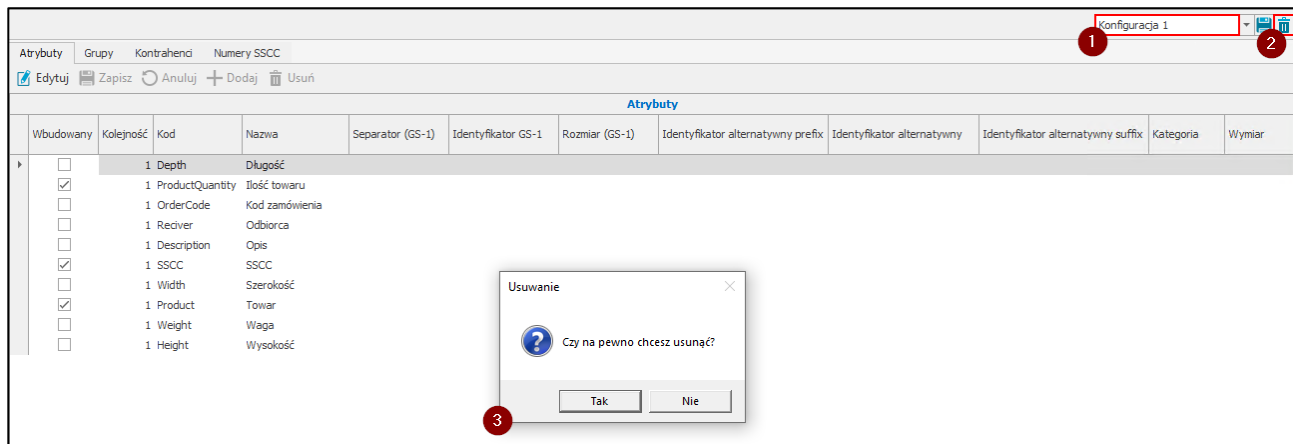 Konfiguracja 1
1
2
Atrybuty Grupy Kontrahenci Numery SSCC
Edytuj Zapisz Anuluj Dodaj Usuń
Atrybuty
Wbudowany Kolejność Kod Nazwa Separator (GS-1) Identyfikator GS-1 Rozmiar (GS-1) Identyfikator alternatywny prefix Identyfikator alternatywny Identyfikator alternatywny suffix Kategoria Wymiar
1 Depth Długość
1 ProductQuantity Ilość towaru
1 OrderCode Kod zamówienia
1 Reciver Odbiorca
1 Description Opis
1 SSCC SSCC
1 Width Szerokość
1 Product Towar
1 Weight Waga
1 Height Wysokość
Usuwanie
Czy na pewno chcesz usunąć?
Tak Nie
3